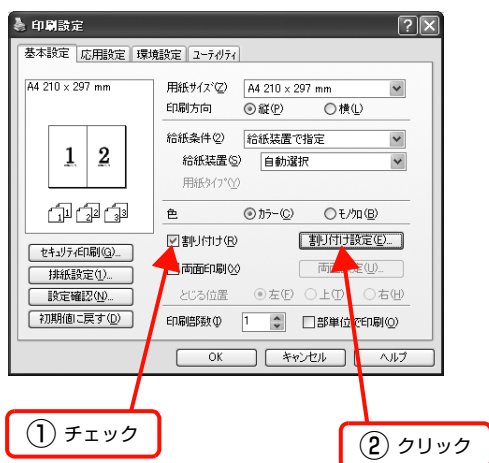 印刷設定
基本設定 応用設定 環境設定 ユーティリティ
A4 210 × 297 mm
1 2
1 1 2 2 3 3
セキュリティ印刷(G)...
排紙設定(1)...
設定確認(N)...
初期値に戻す(D)
用紙サイズ(Z) A4 210 × 297 mm
印刷方向 縦(P) 横(L)
給紙条件(2) 給紙装置で指定
給紙装置(S) 自動選択
用紙タイプ(Y)
色 カラー(C) モノクロ(B)
割り付け(R) 割り付け設定(E)...
両面印刷(X)
とじる位置 左(F) 上(T) 右(H)
印刷部数(I) 1 部単位で印刷(O)
OK キャンセル ヘルプ
① チェック
② クリック